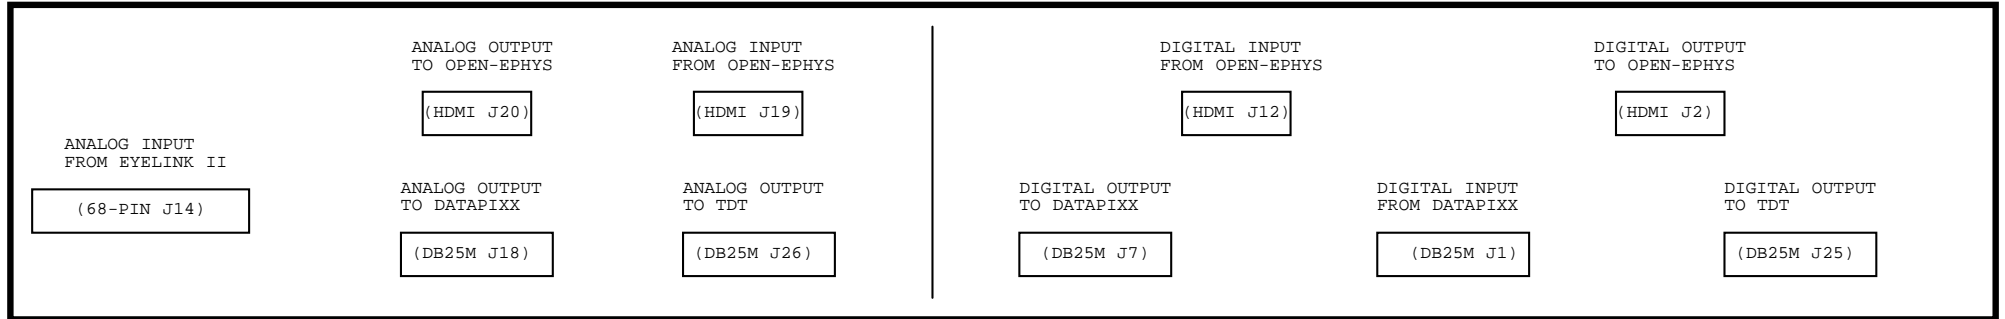 ANALOG INPUT
FROM EYELINK II
(68-PIN J14)
ANALOG OUTPUT
TO OPEN-EPHYS
(HDMI J20)
ANALOG INPUT
FROM OPEN-EPHYS
(HDMI J19)
ANALOG OUTPUT
TO DATAPIXX
(DB25M J18)
ANALOG OUTPUT
TO TDT
(DB25M J26)
DIGITAL INPUT
FROM OPEN-EPHYS
(HDMI J12)
DIGITAL OUTPUT
TO OPEN-EPHYS
(HDMI J2)
DIGITAL OUTPUT
TO DATAPIXX
(DB25M J7)
DIGITAL INPUT
FROM DATAPIXX
(DB25M J1)
DIGITAL OUTPUT
TO TDT
(DB25M J25)